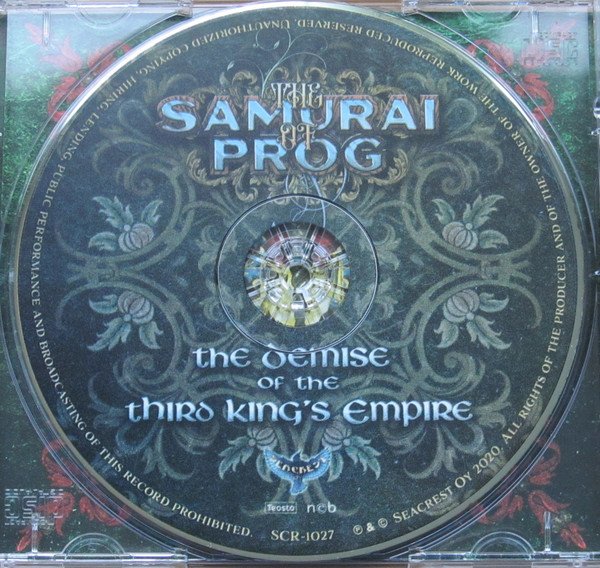 THE
SAMURAI
OF
PROG
the demise
of the
third king's empire
SEACREST
Teosto ncb
SCR-1027
℗ & © SEACREST OY 2020. ALL RIGHTS OF THE PRODUCER AND OF THE OWNER OF THE WORK REPRODUCED RESERVED. UNAUTHORIZED COPYING, HIRING, LENDING, PUBLIC PERFORMANCE AND BROADCASTING OF THIS RECORD PROHIBITED.